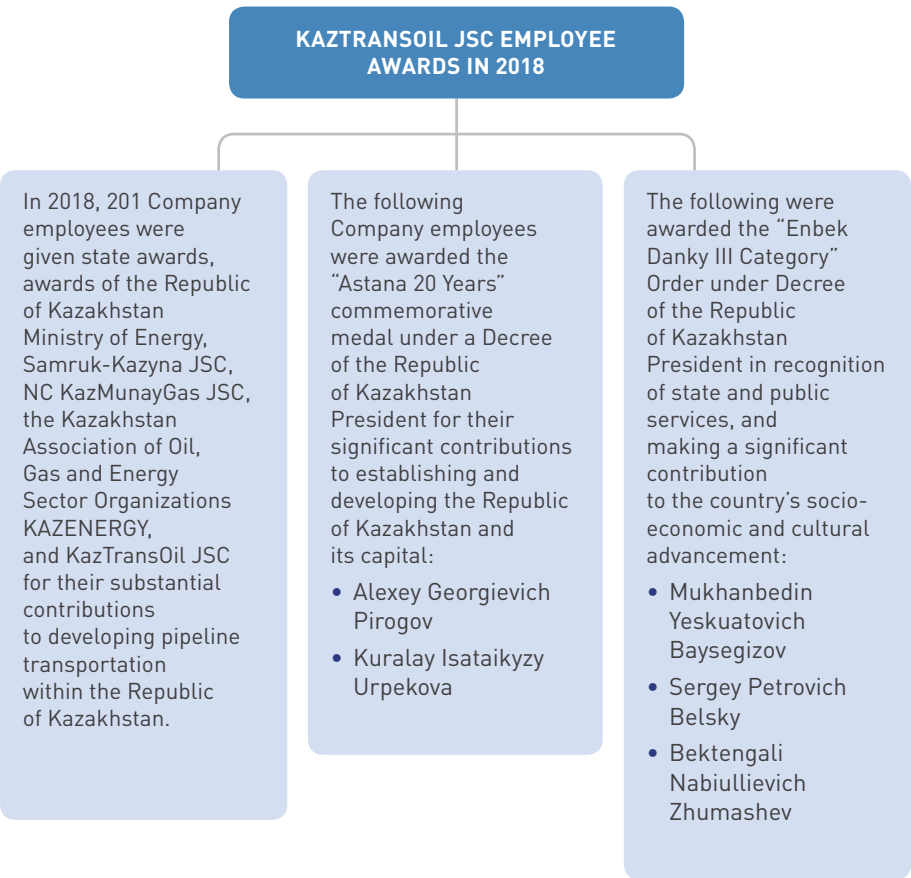 KAZTRANSOIL JSC EMPLOYEE
AWARDS IN 2018
In 2018, 201 Company
employees were
given state awards,
awards of the Republic
of Kazakhstan
Ministry of Energy,
Samruk-Kazyna JSC,
NC KazMunayGas JSC,
the Kazakhstan
Association of Oil,
Gas and Energy
Sector Organizations
KAZENERGY,
and KazTransOil JSC
for their substantial
contributions
to developing pipeline
transportation
within the Republic
of Kazakhstan.
The following
Company employees
were awarded the
“Astana 20 Years”
commemorative
medal under a Decree
of the Republic
of Kazakhstan
President for their
significant contributions
to establishing and
developing the Republic
of Kazakhstan and
its capital:
• Alexey Georgievich
Pirogov
• Kuralay Isataikyzy
Urpekova
The following were
awarded the “Enbek
Danky III Category”
Order under Decree
of the Republic
of Kazakhstan
President in recognition
of state and public
services, and
making a significant
contribution
to the country’s socio-
economic and cultural
advancement:
• Mukhanbedin
Yeskuatovich
Baysegizov
• Sergey Petrovich
Belsky
• Bektengali
Nabiullievich
Zhumashev